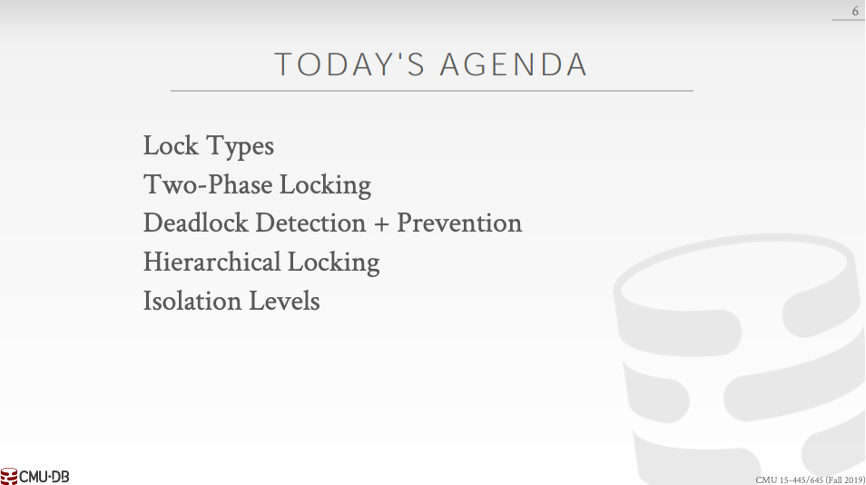 6
TODAY'S AGENDA
Lock Types
Two-Phase Locking
Deadlock Detection + Prevention
Hierarchical Locking
Isolation Levels
CMU·DB
CMU 15-445/645 (Fall 2019)